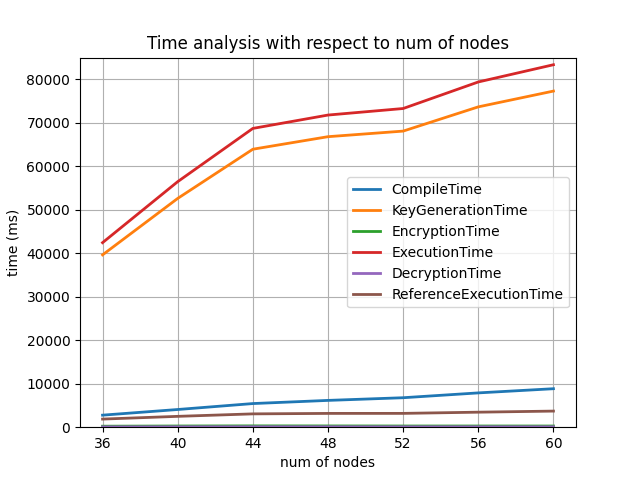 Time analysis with respect to num of nodes
time (ms)
80000
70000
60000
50000
40000
30000
20000
10000
0
CompileTime
KeyGenerationTime
EncryptionTime
ExecutionTime
DecryptionTime
ReferenceExecutionTime
36 40 44 48 52 56 60
num of nodes